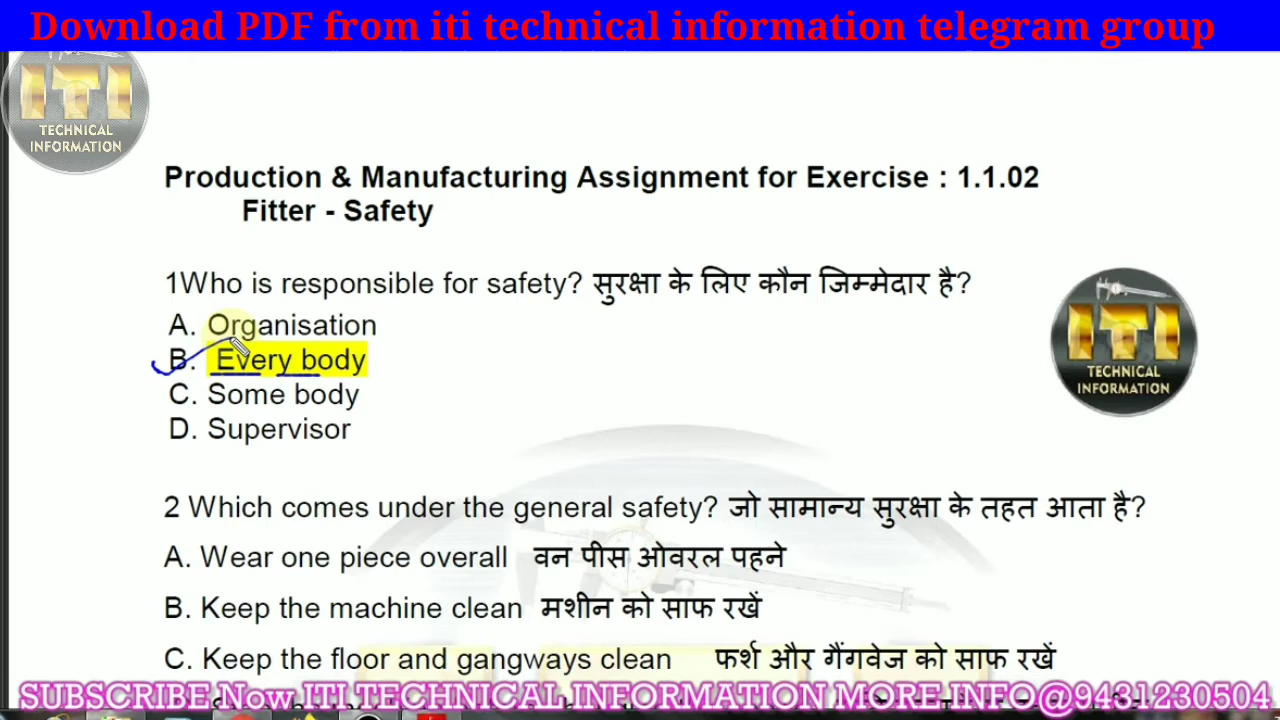 Download PDF from iti technical information telegram group
ITI
TECHNICAL
INFORMATION
Production & Manufacturing Assignment for Exercise : 1.1.02
Fitter - Safety
1Who is responsible for safety? सुरक्षा के लिए कौन जिम्मेदार है?
A. Organisation
B. Every body
C. Some body
D. Supervisor
ITI
TECHNICAL
INFORMATION
2 Which comes under the general safety? जो सामान्य सुरक्षा के तहत आता है?
A. Wear one piece overall वन पीस ओवरल पहने
B. Keep the machine clean मशीन को साफ रखें
C. Keep the floor and gangways clean फर्श और गैंगवेज को साफ रखें
SUBSCRIBE Now ITI TECHNICAL INFORMATION MORE INFO@9431230504